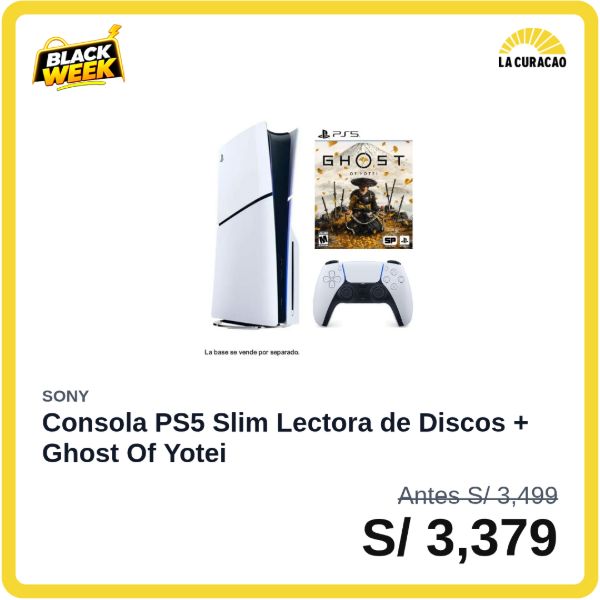 BLACK
WEEK
LA CURACAO
PS5
GHOST
OF YOTEI
M
SP
La base se vende por separado.
SONY
Consola PS5 Slim Lectora de Discos +
Ghost Of Yotei
Antes S/ 3,499
S/ 3,379